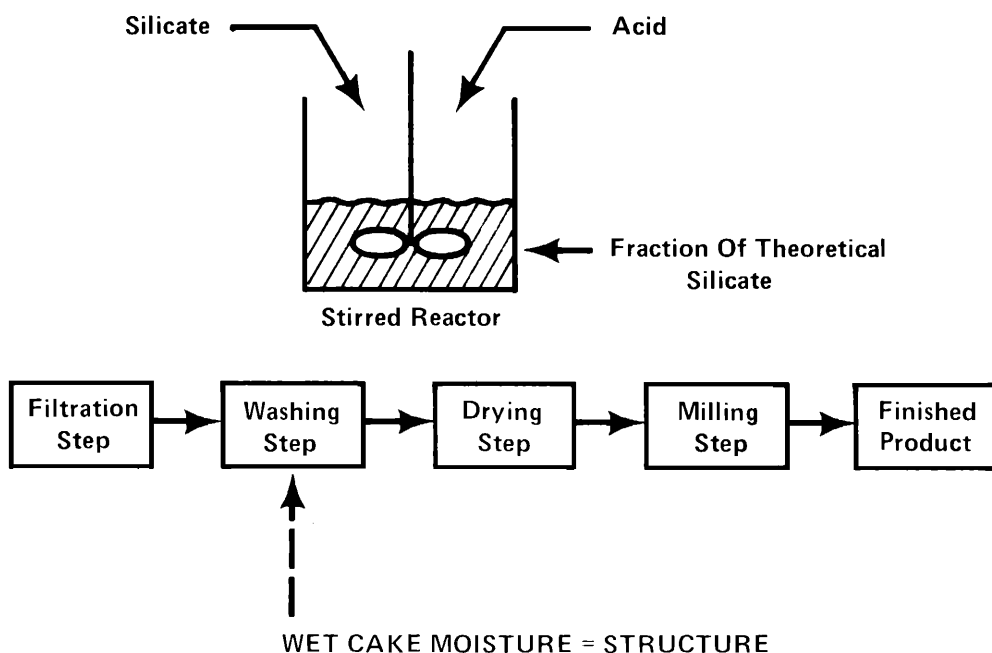 Silicate
Acid
Fraction Of Theoretical
Silicate
Stirred Reactor
Filtration
Step
Washing
Step
Drying
Step
Milling
Step
Finished
Product
WET CAKE MOISTURE = STRUCTURE